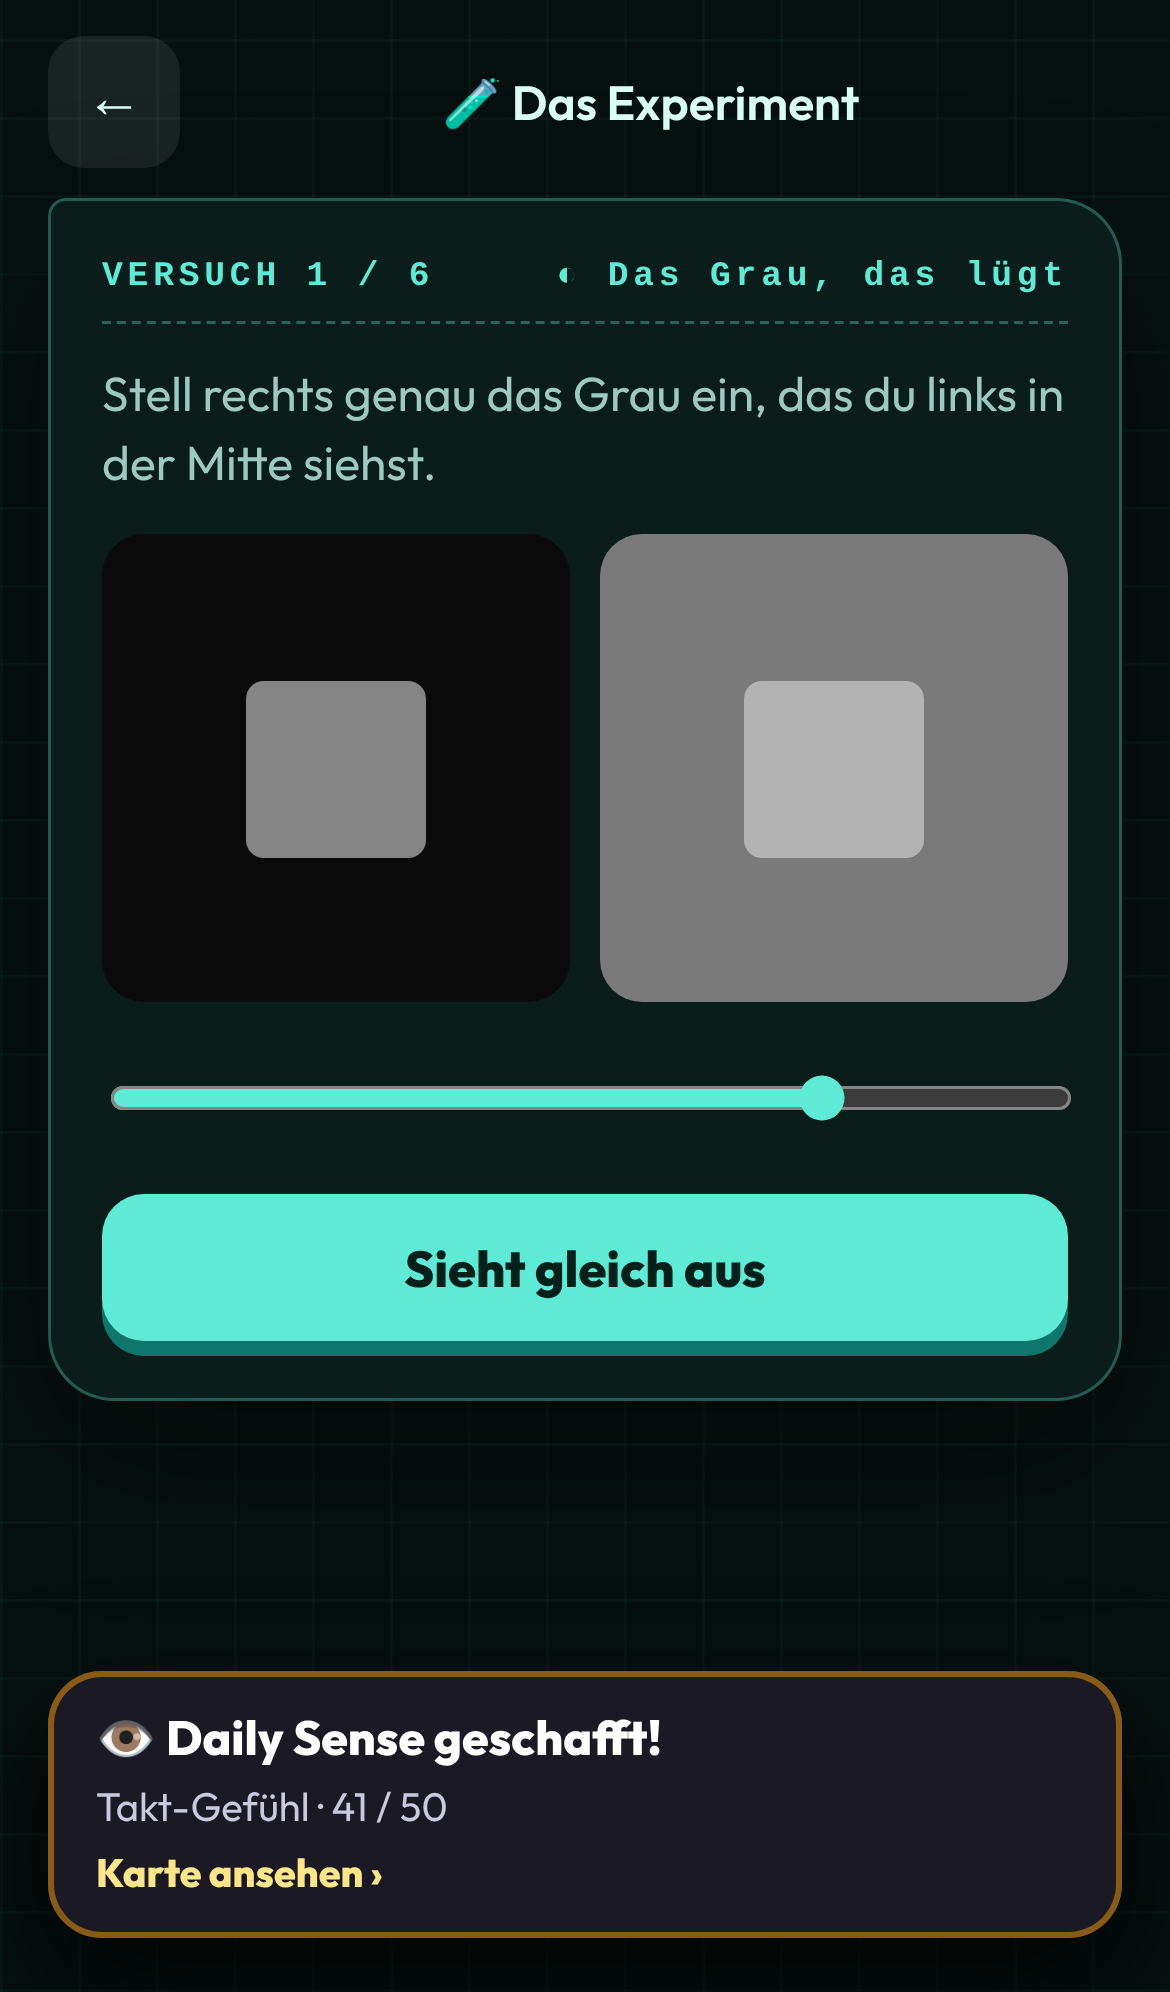 ←
🧪 Das Experiment
VERSUCH 1 / 6 ◐ Das Grau, das lügt
Stell rechts genau das Grau ein, das du links in
der Mitte siehst.
Sieht gleich aus
👁️ Daily Sense geschafft!
Takt-Gefühl · 41 / 50
Karte ansehen ›